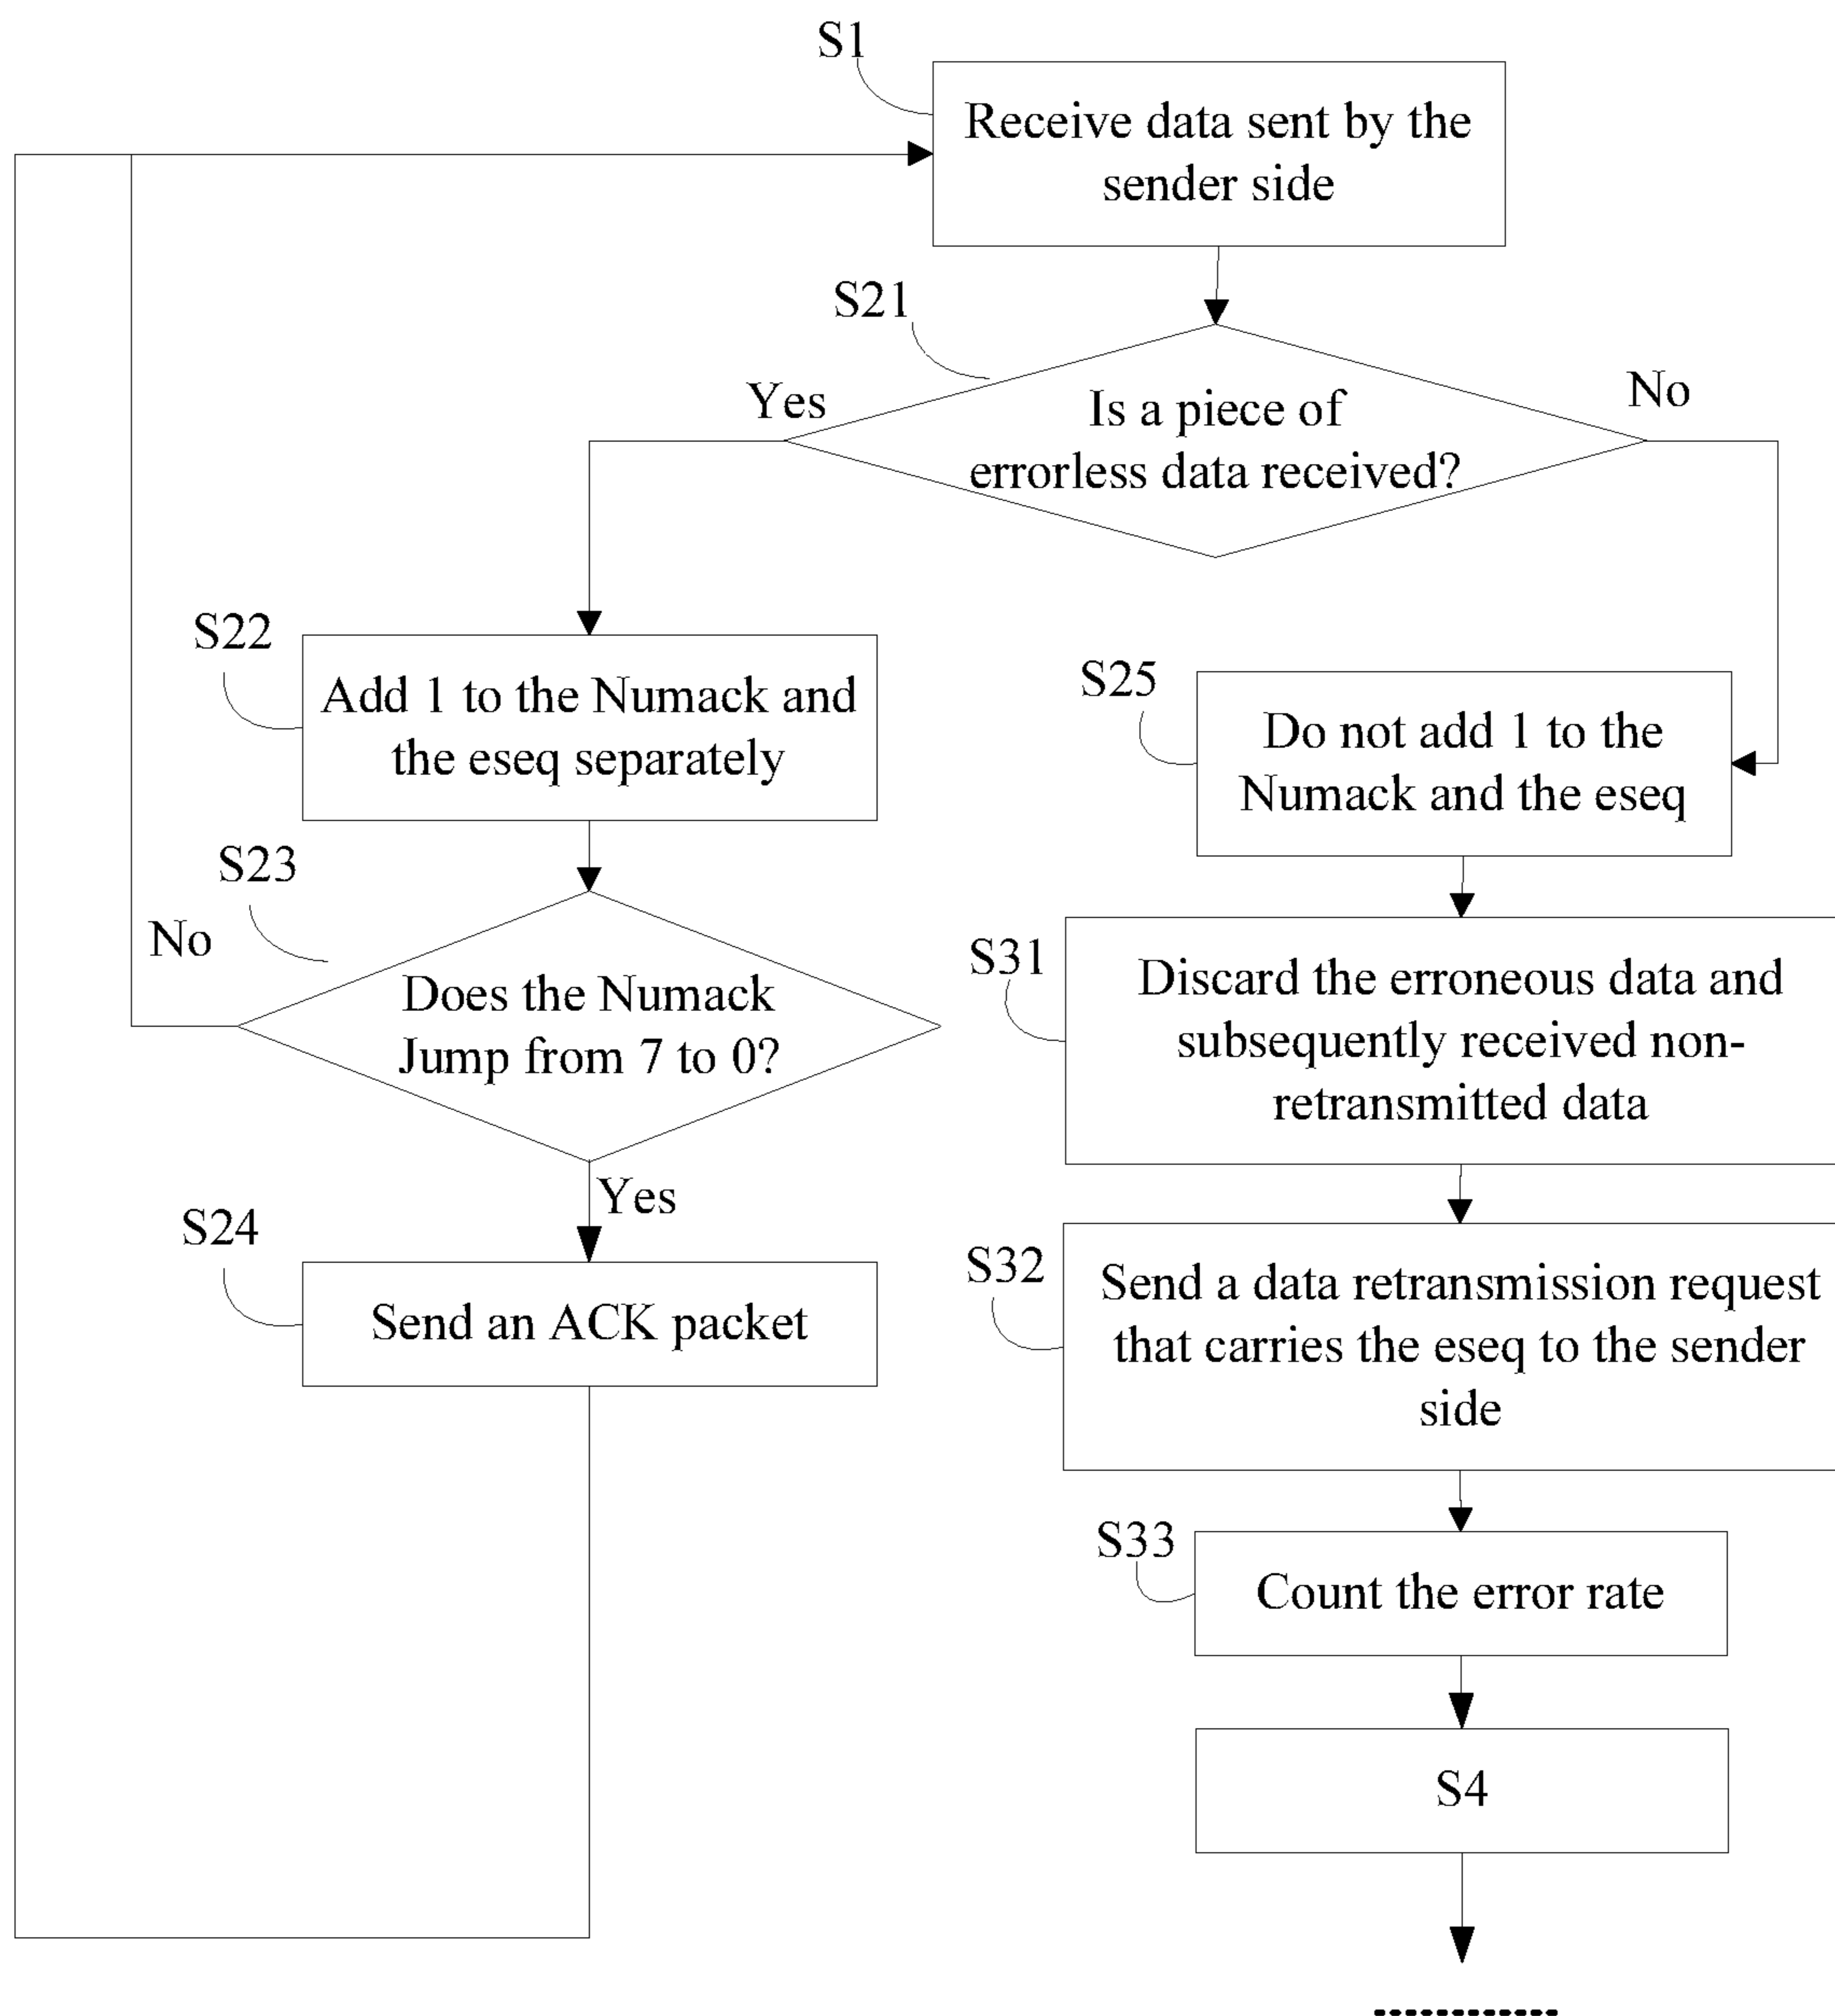 S1
Receive data sent by the
sender side
S21
Yes
No
Is a piece of
errorless data received?
S22
Add 1 to the Numack and
the eseq separately
S25
Do not add 1 to the
Numack and the eseq
S23
No
Does the Numack
Jump from 7 to 0?
Yes
S31
Discard the erroneous data and
subsequently received non-
retransmitted data
S24
Send an ACK packet
S32
Send a data retransmission request
that carries the eseq to the sender
side
S33
Count the error rate
S4